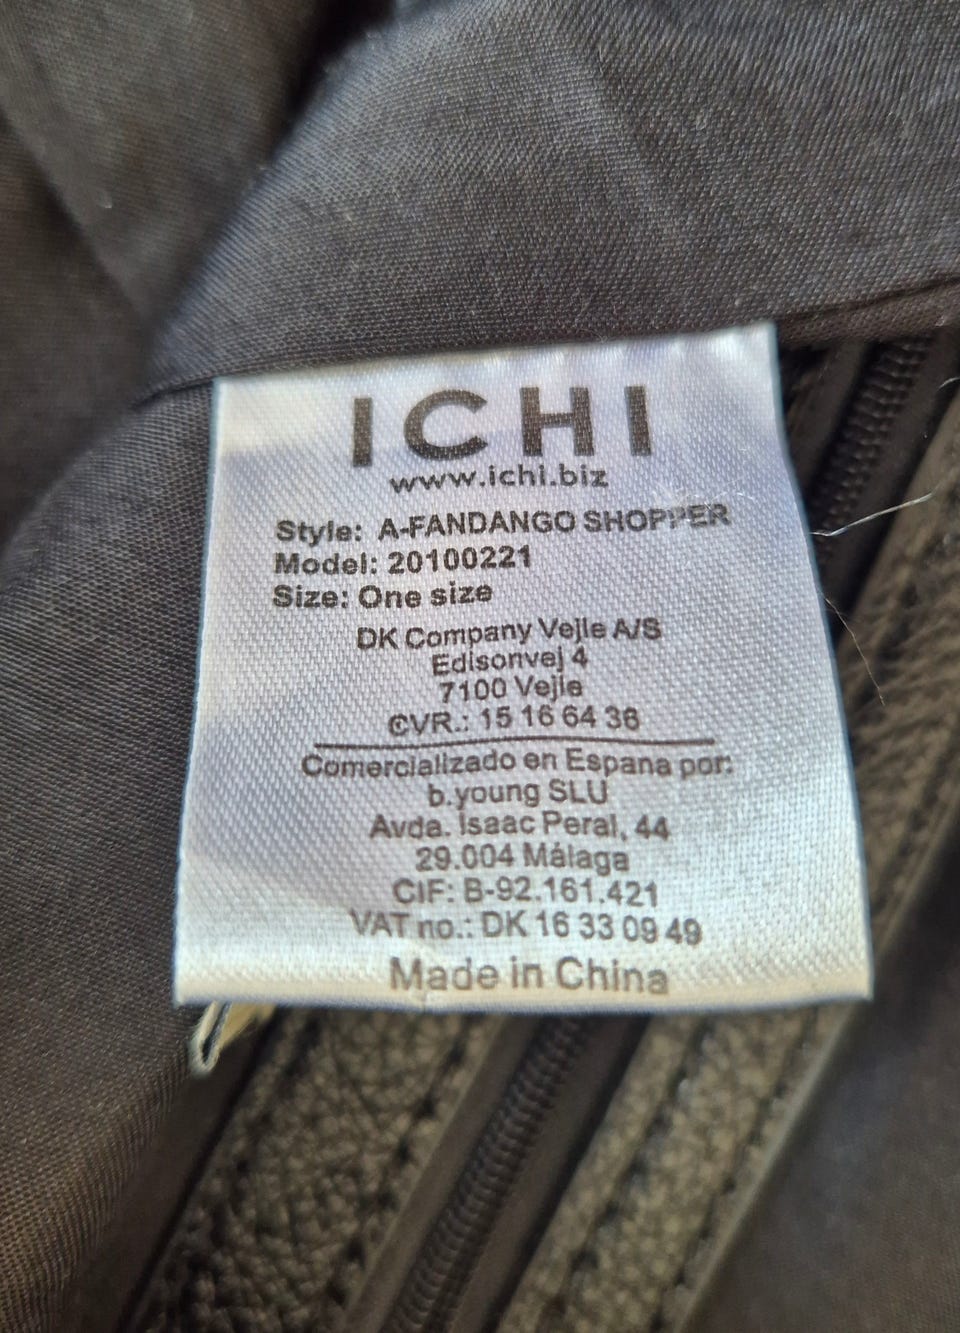 ICHI
www.ichi.biz
Style: A-FANDANGO SHOPPER
Model: 20100221
Size: One size
DK Company Vejle A/S
Edisonvej 4
7100 Vejle
CVR.: 15 16 64 36
Comercializado en Espana por:
b.young SLU
Avda. Isaac Peral, 44
29.004 Málaga
CIF: B-92.161.421
VAT no.: DK 16 33 09 49
Made in China